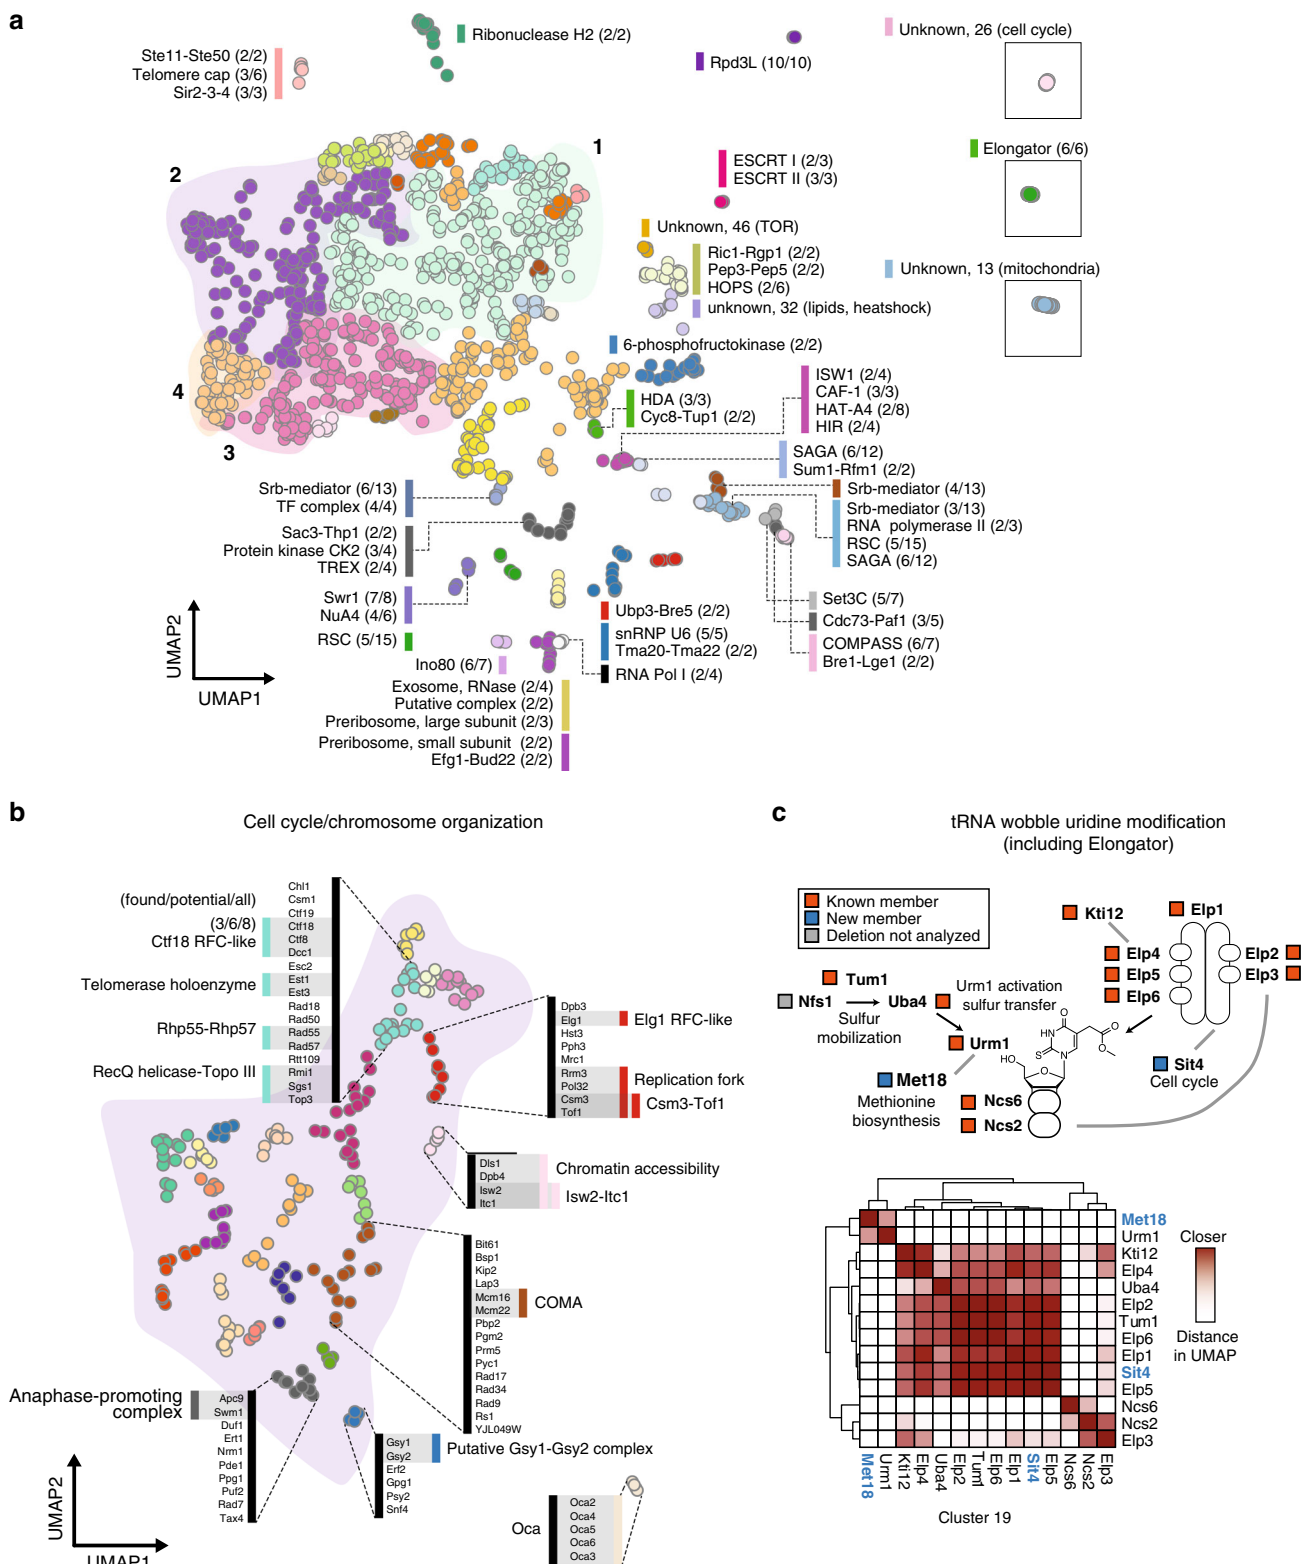 a
Ribonuclease H2 (2/2)
Rpd3L (10/10)
Unknown, 26 (cell cycle)
Ste11-Ste50 (2/2)
Telomere cap (3/6)
Sir2-3-4 (3/3)
1
2
3
4
Elongator (6/6)
ESCRT I (2/3)
ESCRT II (3/3)
Unknown, 46 (TOR)
Ric1-Rgp1 (2/2)
Pep3-Pep5 (2/2)
HOPS (2/6)
Unknown, 13 (mitochondria)
unknown, 32 (lipids, heatshock)
6-phosphofructokinase (2/2)
HDA (3/3)
Cyc8-Tup1 (2/2)
ISW1 (2/4)
CAF-1 (3/3)
HAT-A4 (2/8)
HIR (2/4)
SAGA (6/12)
Sum1-Rfm1 (2/2)
Srb-mediator (4/13)
Srb-mediator (3/13)
RNA polymerase II (2/3)
RSC (5/15)
SAGA (6/12)
Srb-mediator (6/13)
TF complex (4/4)
Sac3-Thp1 (2/2)
Protein kinase CK2 (3/4)
TREX (2/4)
Swr1 (7/8)
NuA4 (4/6)
RSC (5/15)
Ino80 (6/7)
Ubp3-Bre5 (2/2)
snRNP U6 (5/5)
Tma20-Tma22 (2/2)
RNA Pol I (2/4)
Set3C (5/7)
Cdc73-Paf1 (3/5)
COMPASS (6/7)
Bre1-Lge1 (2/2)
Exosome, RNase (2/4)
Putative complex (2/2)
Preribosome, large subunit (2/3)
Preribosome, small subunit (2/2)
Efg1-Bud22 (2/2)
UMAP2
UMAP1
b
Cell cycle/chromosome organization
(found/potential/all)
(3/6/8)
Ctf18 RFC-like
Telomerase holoenzyme
Rhp55-Rhp57
RecQ helicase-Topo III
Chl1
Csm1
Ctf19
Ctf18
Ctf8
Dcc1
Esc2
Est1
Est3
Rad18
Rad50
Rad55
Rad57
Rtt109
Rmi1
Sgs1
Top3
Dpb3
Elg1
Hst3
Pph3
Mrc1
Rrm3
Pol32
Csm3
Tof1
Elg1 RFC-like
Replication fork
Csm3-Tof1
Dls1
Dpb4
Isw2
Itc1
Chromatin accessibility
Isw2-Itc1
Bit61
Bsp1
Kip2
Lap3
Mcm16
Mcm22
Pbp2
Pgm2
Prm5
Pyc1
Rad17
Rad34
Rad9
Rs1
YJL049W
COMA
Anaphase-promoting
complex
Apc9
Swm1
Duf1
Ert1
Nrm1
Pde1
Ppg1
Puf2
Rad7
Tax4
Gsy1
Gsy2
Erf2
Gpg1
Psy2
Snf4
Putative Gsy1-Gsy2 complex
Oca
Oca2
Oca4
Oca5
Oca6
Oca3
UMAP2
UMAP1
c
tRNA wobble uridine modification
(including Elongator)
Known member
New member
Deletion not analyzed
Kti12
Elp1
Elp4
Elp5
Elp6
Elp2
Elp3
Tum1
Nfs1
Uba4
Urm1 activation
sulfur transfer
Sulfur
mobilization
Urm1
Met18
Methionine
biosynthesis
Ncs6
Ncs2
Sit4
Cell cycle
O
HN
S
N
O
O
HO
O
Met18
Urm1
Kti12
Elp4
Uba4
Elp2
Tum1
Elp6
Elp1
Sit4
Elp5
Ncs6
Ncs2
Elp3
Closer
Distance
in UMAP
Met18
Urm1
Kti12
Elp4
Uba4
Elp2
Tum1
Elp6
Elp1
Sit4
Elp5
Ncs6
Ncs2
Elp3
Cluster 19